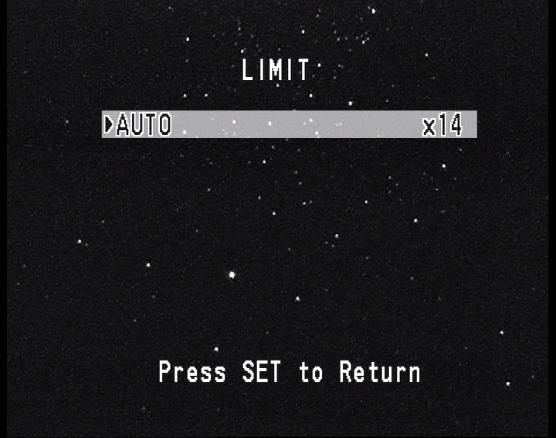 LIMIT
▶AUTO x14
Press SET to Return